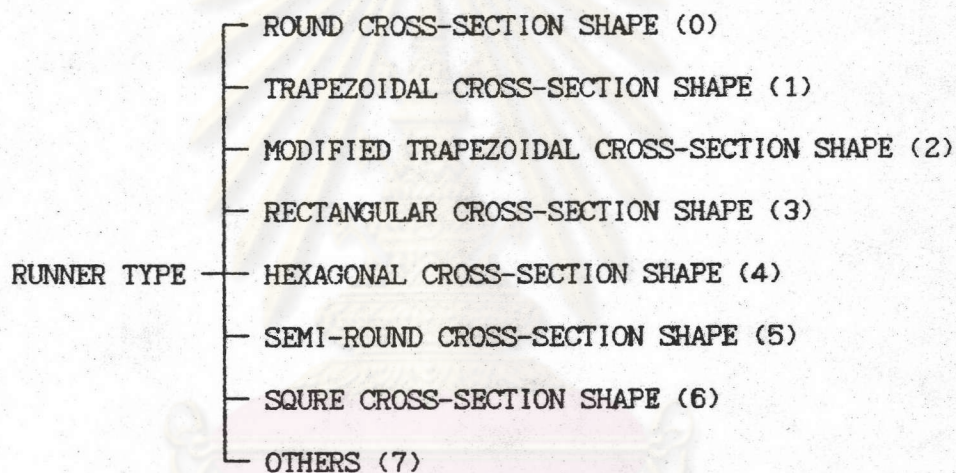 ROUND CROSS-SECTION SHAPE (0)
TRAPEZOIDAL CROSS-SECTION SHAPE (1)
MODIFIED TRAPEZOIDAL CROSS-SECTION SHAPE (2)
RECTANGULAR CROSS-SECTION SHAPE (3)
RUNNER TYPE HEXAGONAL CROSS-SECTION SHAPE (4)
SEMI-ROUND CROSS-SECTION SHAPE (5)
SQURE CROSS-SECTION SHAPE (6)
OTHERS (7)